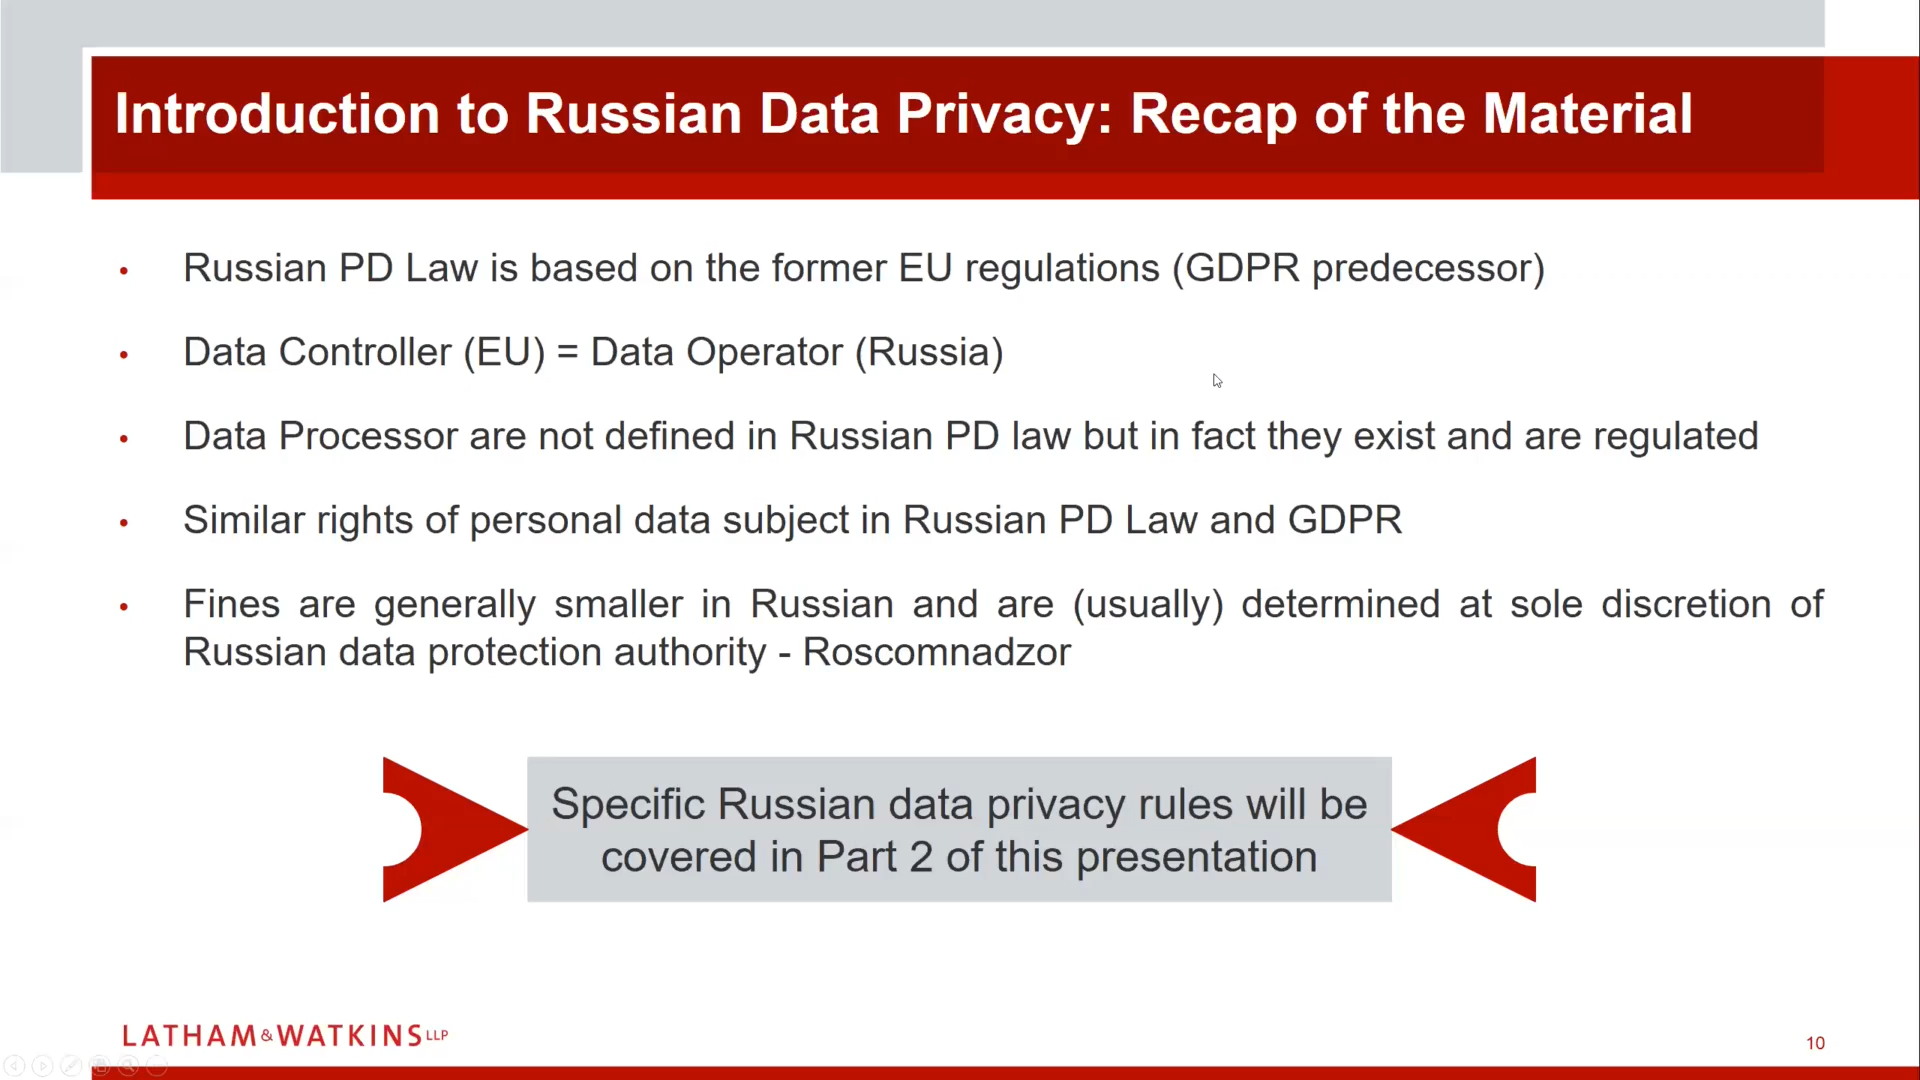 Introduction to Russian Data Privacy: Recap of the Material
• Russian PD Law is based on the former EU regulations (GDPR predecessor)
• Data Controller (EU) = Data Operator (Russia)
• Data Processor are not defined in Russian PD law but in fact they exist and are regulated
• Similar rights of personal data subject in Russian PD Law and GDPR
• Fines are generally smaller in Russian and are (usually) determined at sole discretion of
Russian data protection authority - Roscomnadzor
Specific Russian data privacy rules will be
covered in Part 2 of this presentation
LATHAM&WATKINS LLP
10